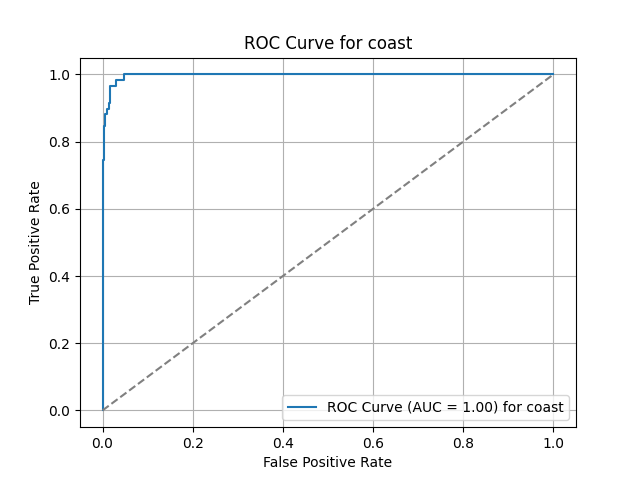 ROC Curve for coast
True Positive Rate
1.0
0.8
0.6
0.4
0.2
0.0
ROC Curve (AUC = 1.00) for coast
0.0 0.2 0.4 0.6 0.8 1.0
False Positive Rate